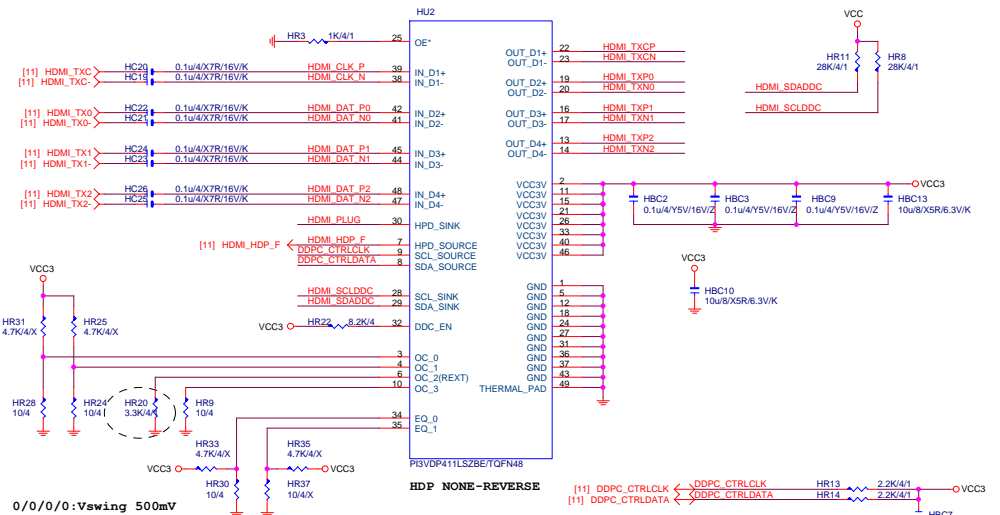 HU2
VCC
HR3 1K/4/1
25 OE*
HR11
28K/4/1
HR8
28K/4/1
OUT_D1+ 22 HDMI_TXCP
OUT_D1- 23 HDMI_TXCN
[11] HDMI_TXC HC20 0.1u/4/X7R/16V/K HDMI_CLK_P 39 IN_D1+
[11] HDMI_TXC- HC19 0.1u/4/X7R/16V/K HDMI_CLK_N 38 IN_D1-
OUT_D2+ 19 HDMI_TXP0
OUT_D2- 20 HDMI_TXN0
HDMI_SDADDC
HDMI_SCLDDC
[11] HDMI_TX0 HC22 0.1u/4/X7R/16V/K HDMI_DAT_P0 42 IN_D2+
[11] HDMI_TX0- HC21 0.1u/4/X7R/16V/K HDMI_DAT_N0 41 IN_D2-
OUT_D3+ 16 HDMI_TXP1
OUT_D3- 17 HDMI_TXN1
OUT_D4+ 13 HDMI_TXP2
OUT_D4- 14 HDMI_TXN2
[11] HDMI_TX1 HC24 0.1u/4/X7R/16V/K HDMI_DAT_P1 45 IN_D3+
[11] HDMI_TX1- HC23 0.1u/4/X7R/16V/K HDMI_DAT_N1 44 IN_D3-
[11] HDMI_TX2 HC26 0.1u/4/X7R/16V/K HDMI_DAT_P2 48 IN_D4+
[11] HDMI_TX2- HC25 0.1u/4/X7R/16V/K HDMI_DAT_N2 47 IN_D4-
VCC3V 2
VCC3V 11
VCC3V 15
VCC3V 21
VCC3V 26
VCC3V 33
VCC3V 40
VCC3V 46
VCC3
HBC2
0.1u/4/Y5V/16V/Z
HBC3
0.1u/4/Y5V/16V/Z
HBC9
0.1u/4/Y5V/16V/Z
HBC13
10u/8/X5R/6.3V/K
HDMI_PLUG 30 HPD_SINK
[11] HDMI_HDP_F HDMI_HDP_F 7 HPD_SOURCE
DDPC_CTRLCLK 9 SCL_SOURCE
DDPC_CTRLDATA 8 SDA_SOURCE
VCC3
HBC10
10u/8/X5R/6.3V/K
VCC3
GND 1
GND 5
GND 12
GND 18
GND 24
GND 27
GND 31
GND 36
GND 37
GND 43
THERMAL_PAD 49
HDMI_SCLDDC 28 SCL_SINK
HDMI_SDADDC 29 SDA_SINK
HR31
4.7K/4/X
HR25
4.7K/4/X
VCC3 HR22 8.2K/4 32 DDC_EN
3 OC_0
4 OC_1
6 OC_2(REXT)
10 OC_3
HR28
10/4
HR24
10/4
HR20
3.3K/4/1
HR9
10/4
34 EQ_0
35 EQ_1
HR33
4.7K/4/X
HR35
4.7K/4/X
VCC3
VCC3
HR30
10/4
HR37
10/4/X
PI3VDP411LSZBE/TQFN48
HDP NONE-REVERSE
[11] DDPC_CTRLCLK DDPC_CTRLCLK HR13 2.2K/4/1
[11] DDPC_CTRLDATA DDPC_CTRLDATA HR14 2.2K/4/1
VCC3
0/0/0/0:Vswing 500mV